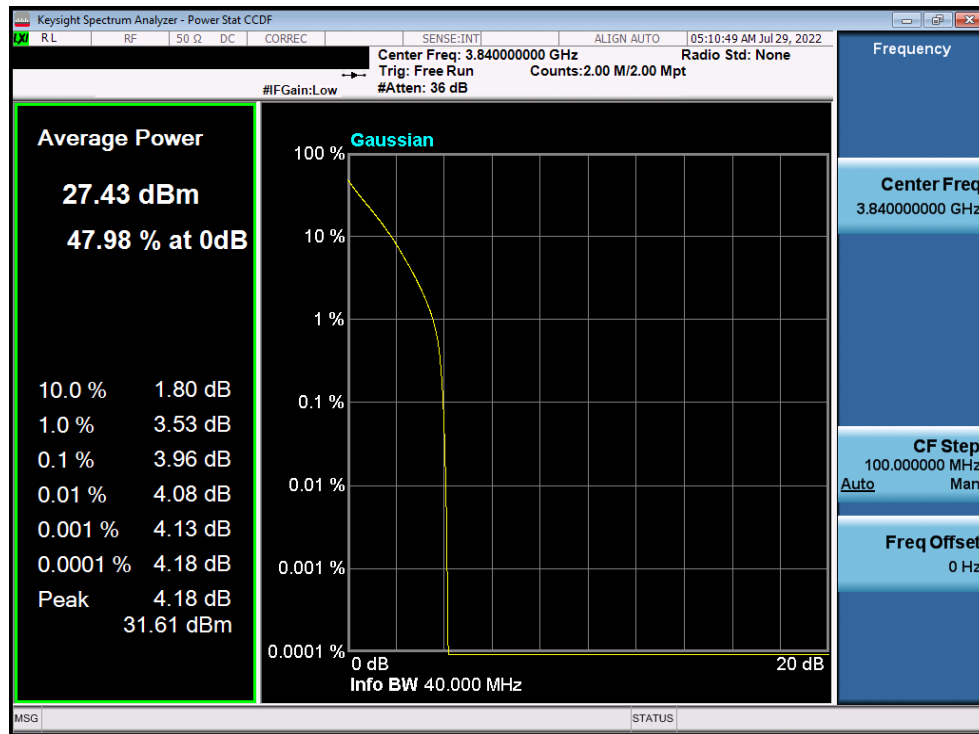 Keysight Spectrum Analyzer - Power Stat CCDF
LXI RL RF 50 Ω DC CORREC SENSE:INT ALIGN AUTO 05:10:49 AM Jul 29, 2022
Center Freq: 3.840000000 GHz Radio Std: None
Trig: Free Run Counts:2.00 M/2.00 Mpt
#IFGain:Low #Atten: 36 dB
Frequency
Average Power
27.43 dBm
47.98 % at 0dB
10.0 % 1.80 dB
1.0 % 3.53 dB
0.1 % 3.96 dB
0.01 % 4.08 dB
0.001 % 4.13 dB
0.0001 % 4.18 dB
Peak 4.18 dB
31.61 dBm
Gaussian
100 %
10 %
1 %
0.1 %
0.01 %
0.001 %
0.0001 %
0 dB 20 dB
Info BW 40.000 MHz
Center Freq
3.840000000 GHz
CF Step
100.000000 MHz
Auto Man
Freq Offset
0 Hz
MSG STATUS